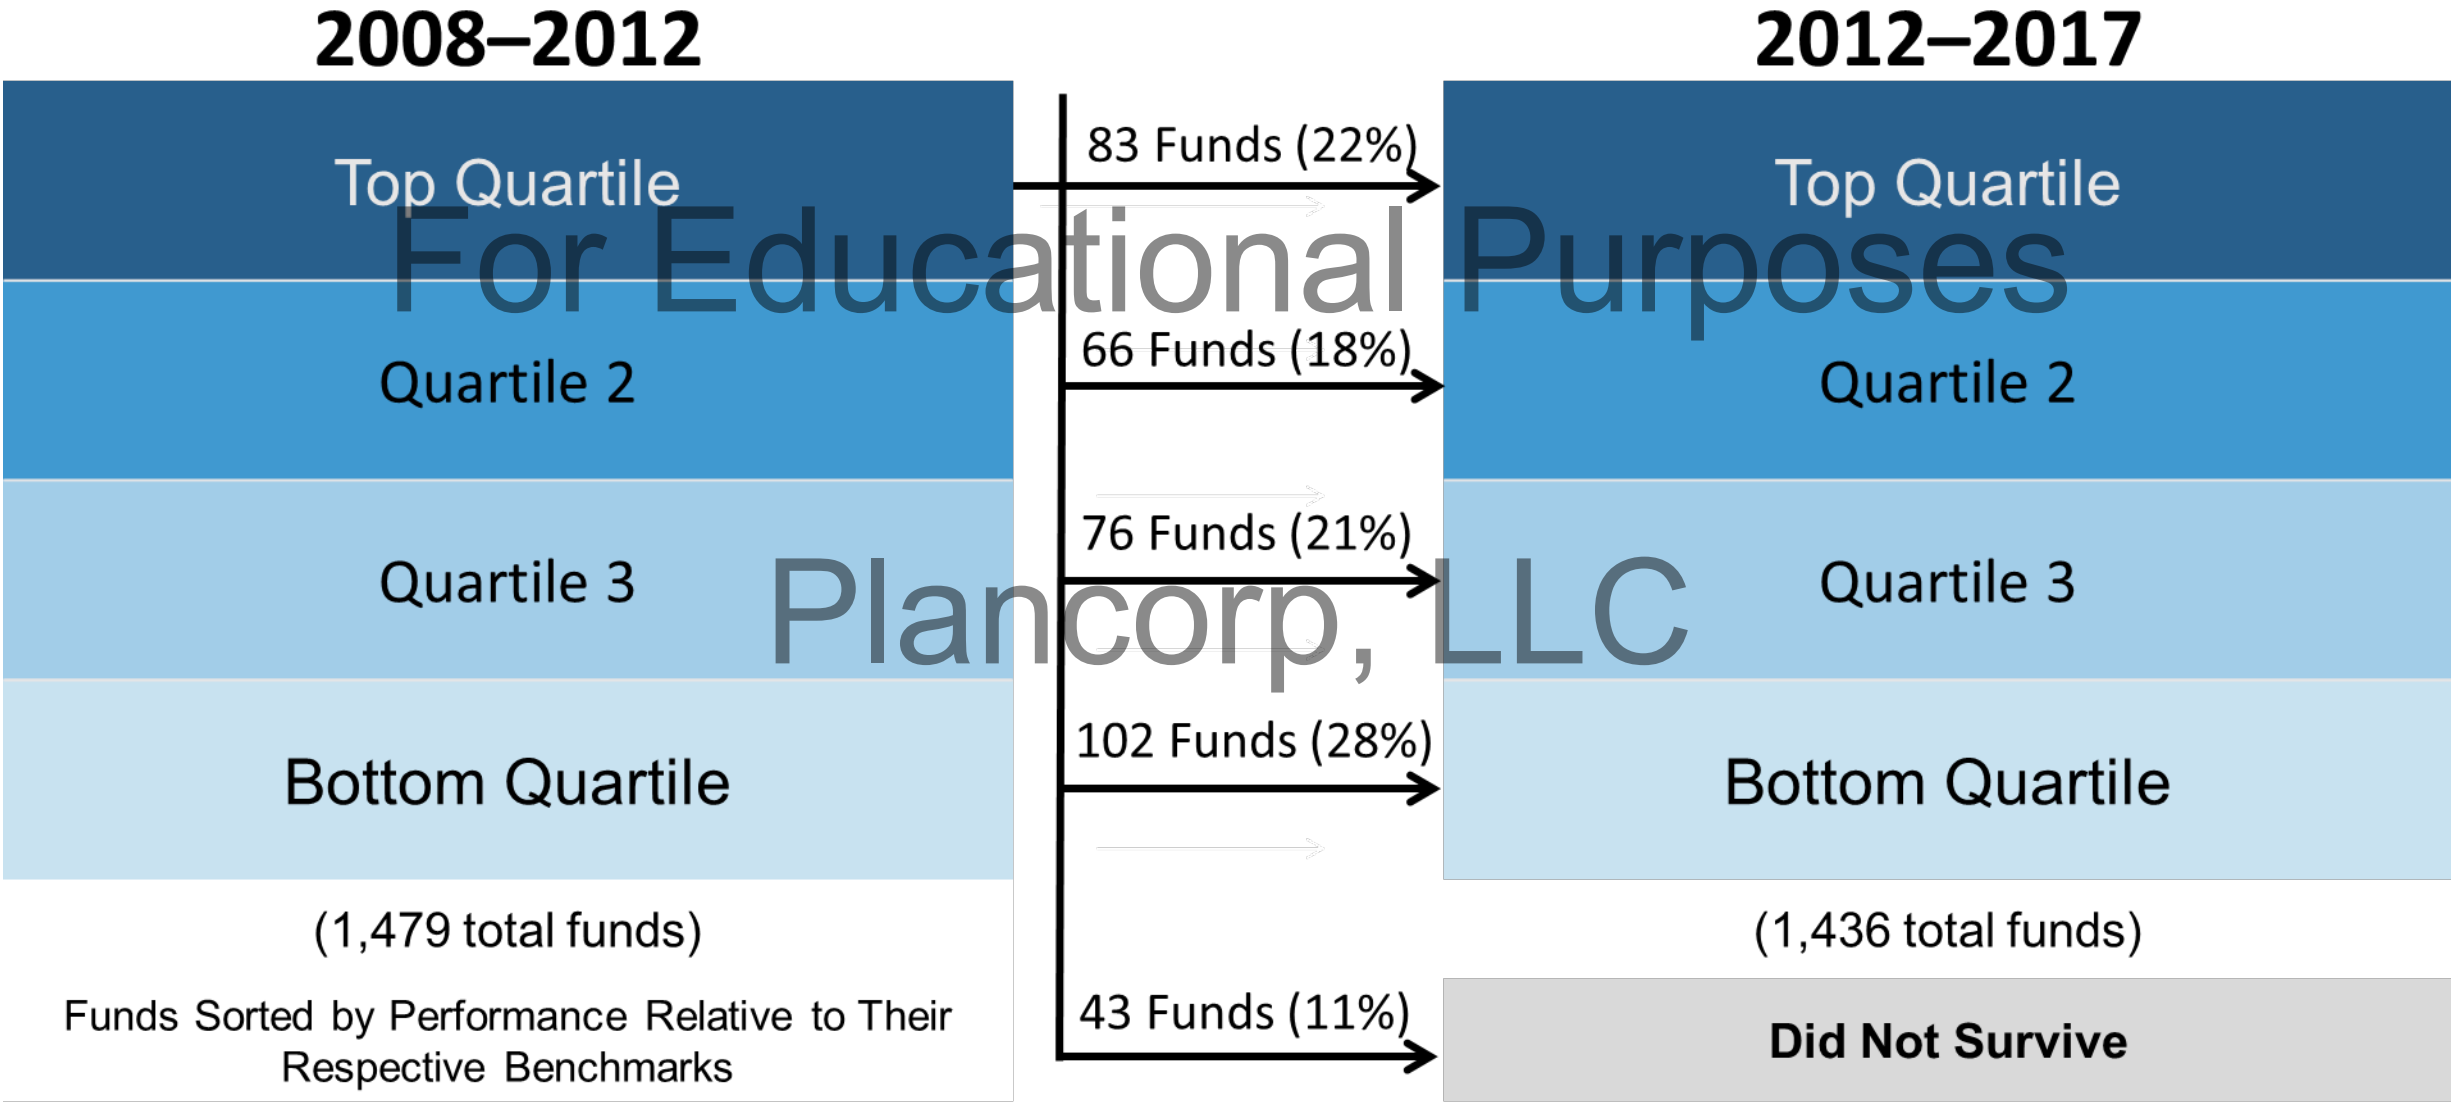 2008–2012
2012–2017
Top Quartile
83 Funds (22%)
Top Quartile
For Educational Purposes
Quartile 2
66 Funds (18%)
Quartile 2
Quartile 3
76 Funds (21%)
Quartile 3
Plancorp, LLC
Bottom Quartile
102 Funds (28%)
Bottom Quartile
(1,479 total funds)
(1,436 total funds)
Funds Sorted by Performance Relative to Their
Respective Benchmarks
43 Funds (11%)
Did Not Survive